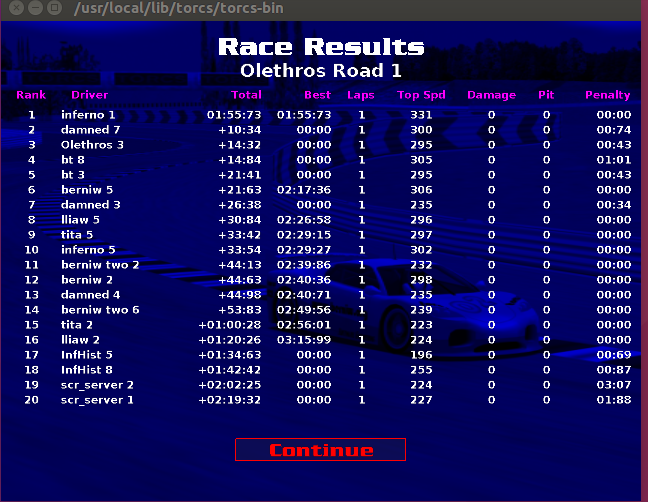 /usr/local/lib/torcs/torcs-bin
Race Results
Olethros Road 1
Rank Driver Total Best Laps Top Spd Damage Pit Penalty
1 inferno 1 01:55:73 01:55:73 1 331 0 0 00:00
2 damned 7 +10:34 00:00 1 300 0 0 00:74
3 Olethros 3 +14:32 00:00 1 295 0 0 00:43
4 bt 8 +14:84 00:00 1 305 0 0 01:01
5 bt 3 +21:41 00:00 1 295 0 0 00:43
6 berniw 5 +21:63 02:17:36 1 306 0 0 00:00
7 damned 3 +26:38 00:00 1 235 0 0 00:34
8 lliaw 5 +30:84 02:26:58 1 296 0 0 00:00
9 tita 5 +33:42 02:29:15 1 297 0 0 00:00
10 inferno 5 +33:54 02:29:27 1 302 0 0 00:00
11 berniw two 2 +44:13 02:39:86 1 232 0 0 00:00
12 berniw 2 +44:63 02:40:36 1 298 0 0 00:00
13 damned 4 +44:98 02:40:71 1 235 0 0 00:00
14 berniw two 6 +53:83 02:49:56 1 239 0 0 00:00
15 tita 2 +01:00:28 02:56:01 1 223 0 0 00:00
16 lliaw 2 +01:20:26 03:15:99 1 224 0 0 00:00
17 InfHist 5 +01:34:63 00:00 1 196 0 0 00:69
18 InfHist 8 +01:42:42 00:00 1 255 0 0 00:87
19 scr_server 2 +02:02:25 00:00 1 224 0 0 03:07
20 scr_server 1 +02:19:32 00:00 1 227 0 0 01:88
Continue